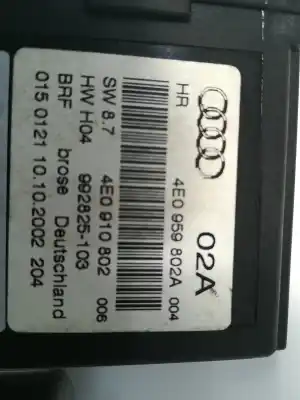 02A
HR 4E0 959 802A 004
SW 8.7 4E0 910 802 006
HW H04 992825-103
BRF brose Deutschland
015 0121 10.10.2002 204